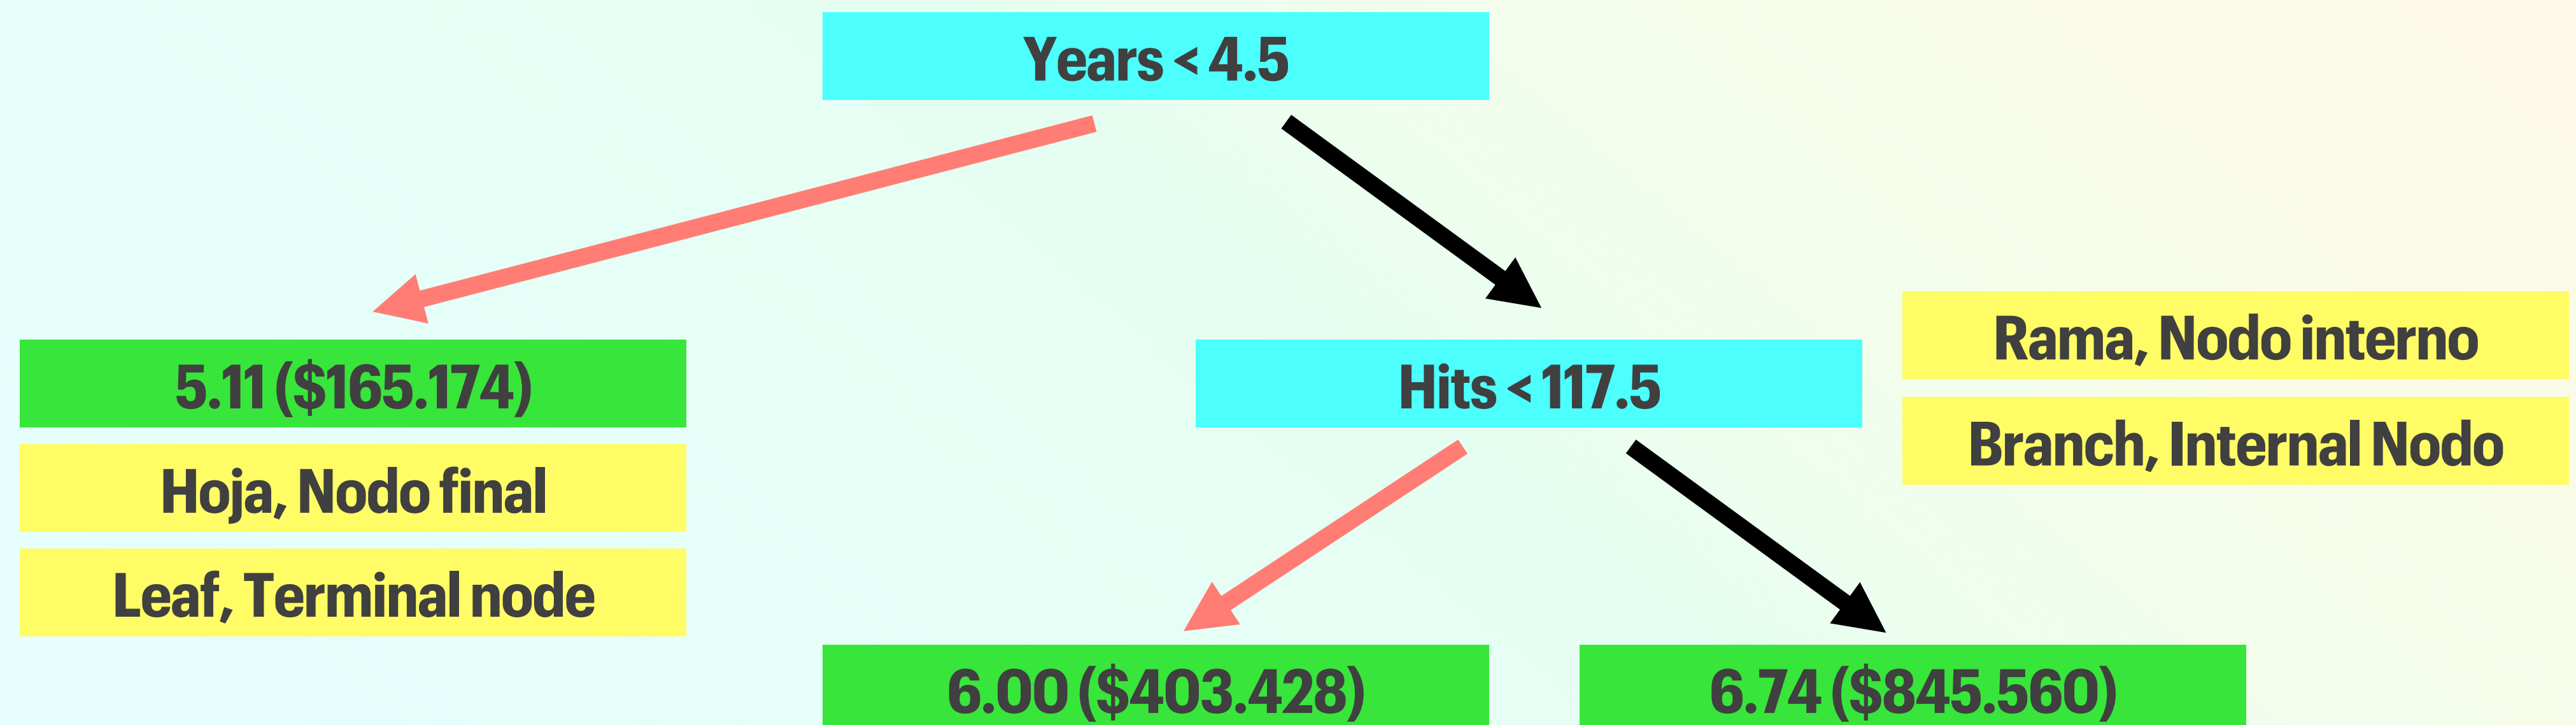 Years < 4.5
5.11 ($165.174)
Hoja, Nodo final
Leaf, Terminal node
Hits < 117.5
Rama, Nodo interno
Branch, Internal Nodo
6.00 ($403.428)
6.74 ($845.560)